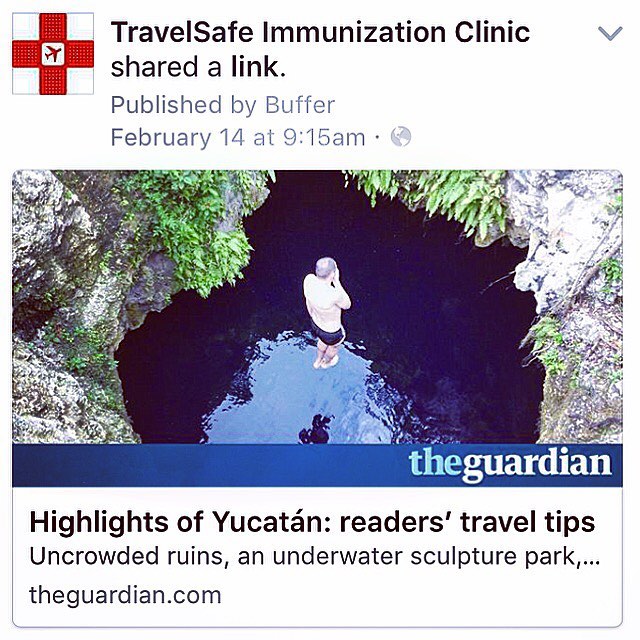 TravelSafe Immunization Clinic
shared a link.
Published by Buffer
February 14 at 9:15am ·
theguardian
Highlights of Yucatán: readers’ travel tips
Uncrowded ruins, an underwater sculpture park,...
theguardian.com